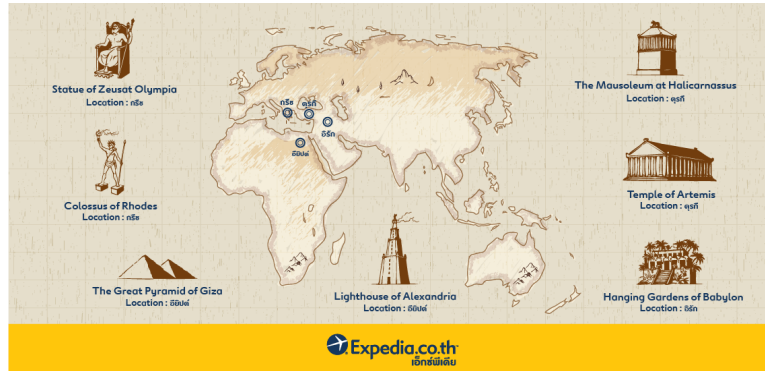 Statue of Zeusat Olympia
Location : กรีซ
The Mausoleum at Halicarnassus
Location : ตุรกี
กรีซ
ตุรกี
อิรัก
อียิปต์
Colossus of Rhodes
Location : กรีซ
Temple of Artemis
Location : ตุรกี
The Great Pyramid of Giza
Location : อียิปต์
Lighthouse of Alexandria
Location : อียิปต์
Hanging Gardens of Babylon
Location : อิรัก
Expedia.co.th
เอ็กซ์พีเดีย